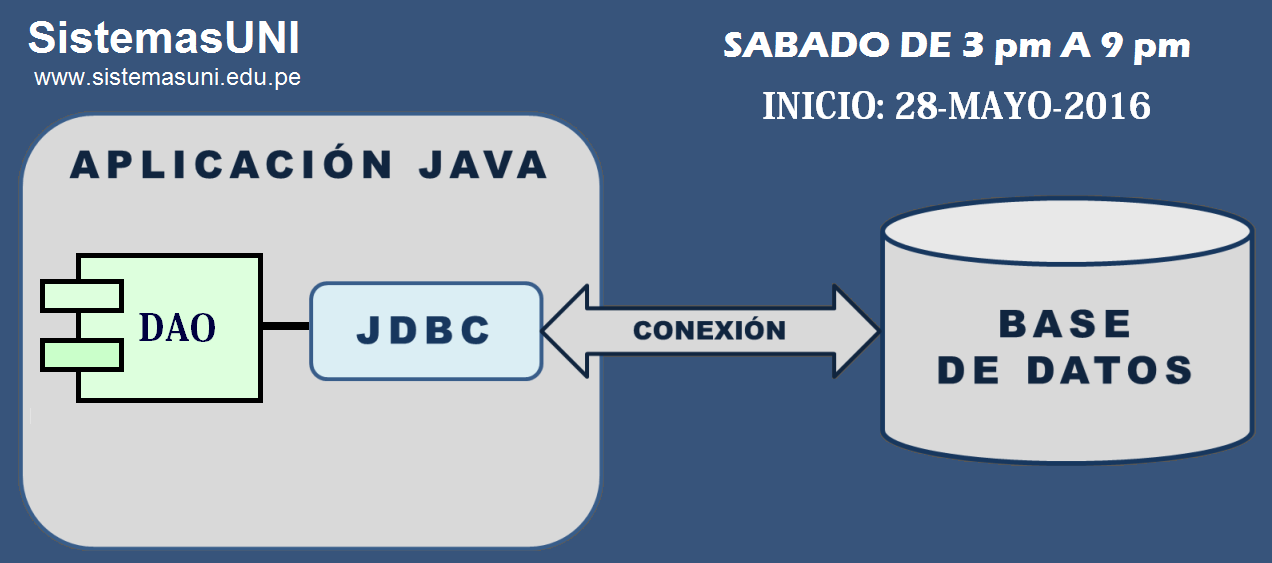 SistemasUNI
www.sistemasuni.edu.pe
SABADO DE 3 pm A 9 pm
INICIO: 28-MAYO-2016
APLICACIÓN JAVA
DAO
JDBC
CONEXIÓN
BASE
DE DATOS